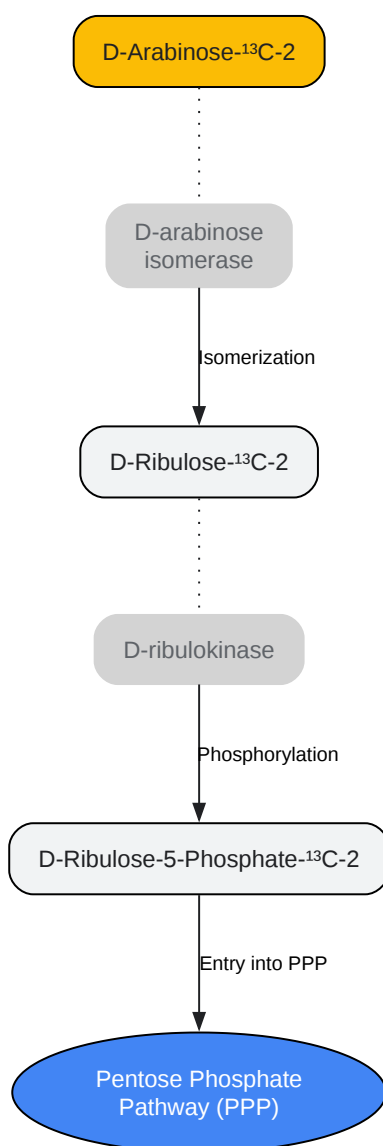 D-Arabinose-¹³C-2
D-arabinose
isomerase
Isomerization
D-Ribulose-¹³C-2
D-ribulokinase
Phosphorylation
D-Ribulose-5-Phosphate-¹³C-2
Entry into PPP
Pentose Phosphate
Pathway (PPP)